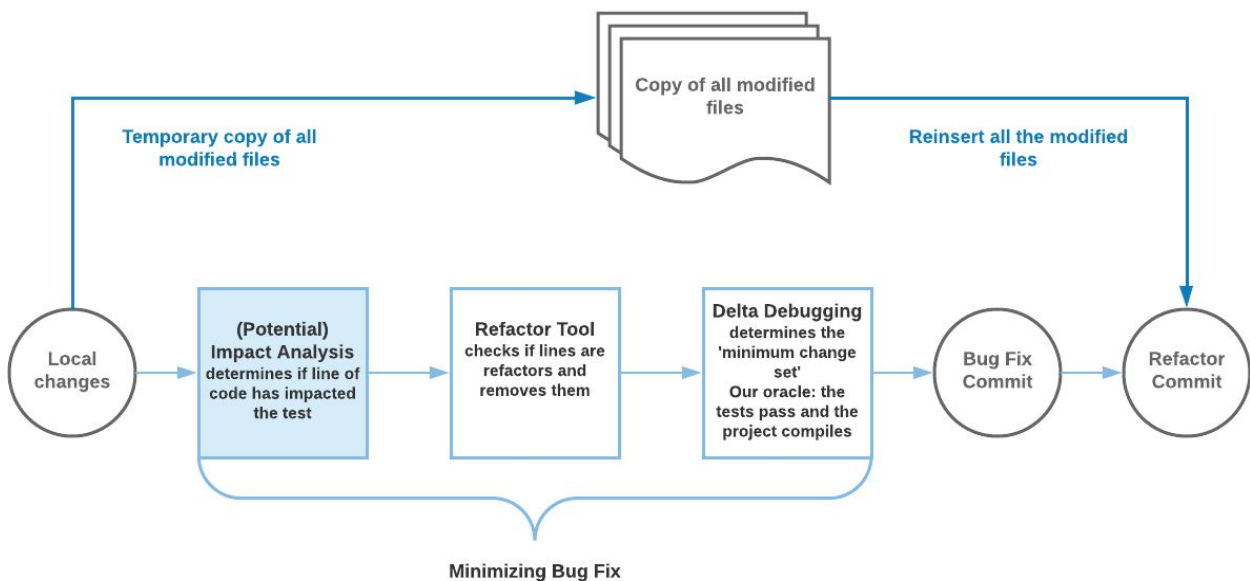 Copy of all modified
files
Temporary copy of all
modified files
Reinsert all the modified
files
Local
changes
(Potential)
Impact Analysis
determines if line of
code has impacted
the test
Refactor Tool
checks if lines are
refactors and
removes them
Delta Debugging
determines the
'minimum change
set'
Our oracle: the
tests pass and the
project compiles
Bug Fix
Commit
Refactor
Commit
Minimizing Bug Fix